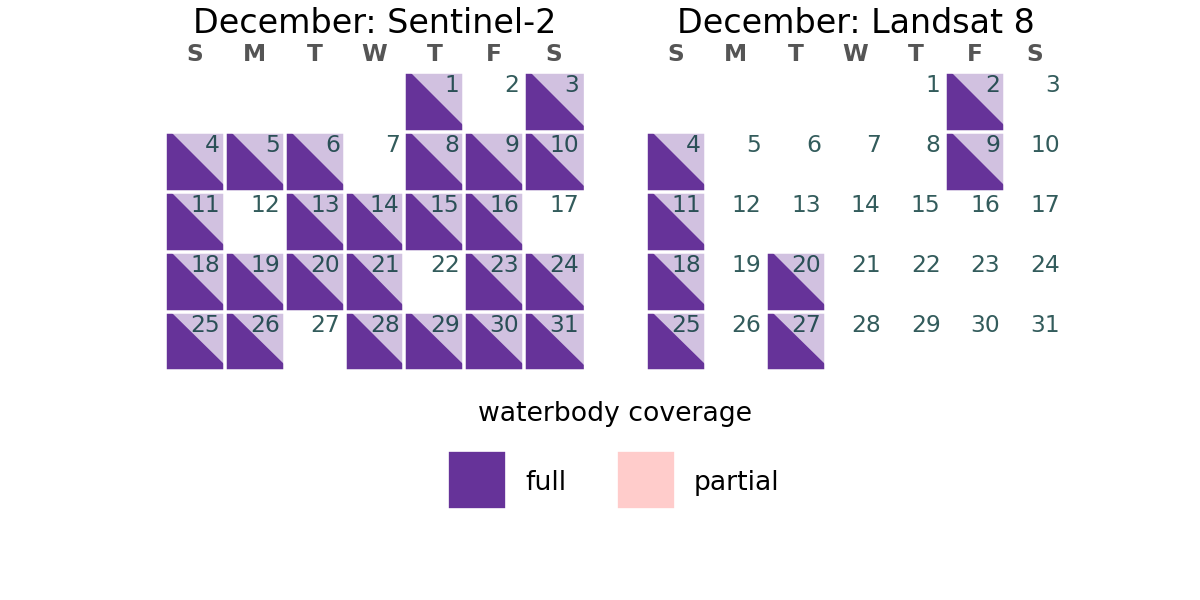 December: Sentinel-2
S M T W T F S
1 2 3
4 5 6 7 8 9 10
11 12 13 14 15 16 17
18 19 20 21 22 23 24
25 26 27 28 29 30 31
December: Landsat 8
S M T W T F S
1 2 3
4 5 6 7 8 9 10
11 12 13 14 15 16 17
18 19 20 21 22 23 24
25 26 27 28 29 30 31
waterbody coverage
full partial